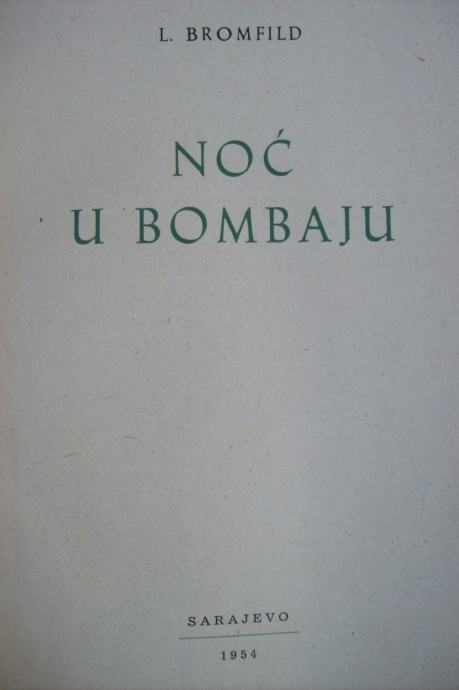 L. BROMFILD
NOĆ
U BOMBAJU
SARAJEVO
1954